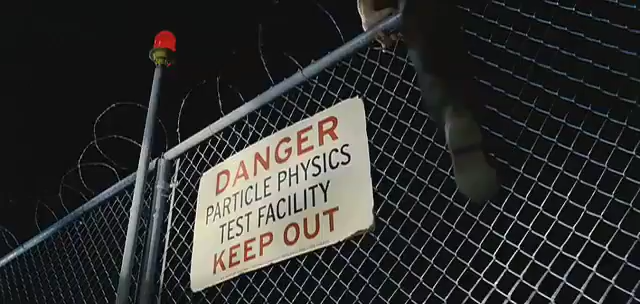 DANGER
PARTICLE PHYSICS
TEST FACILITY
KEEP OUT